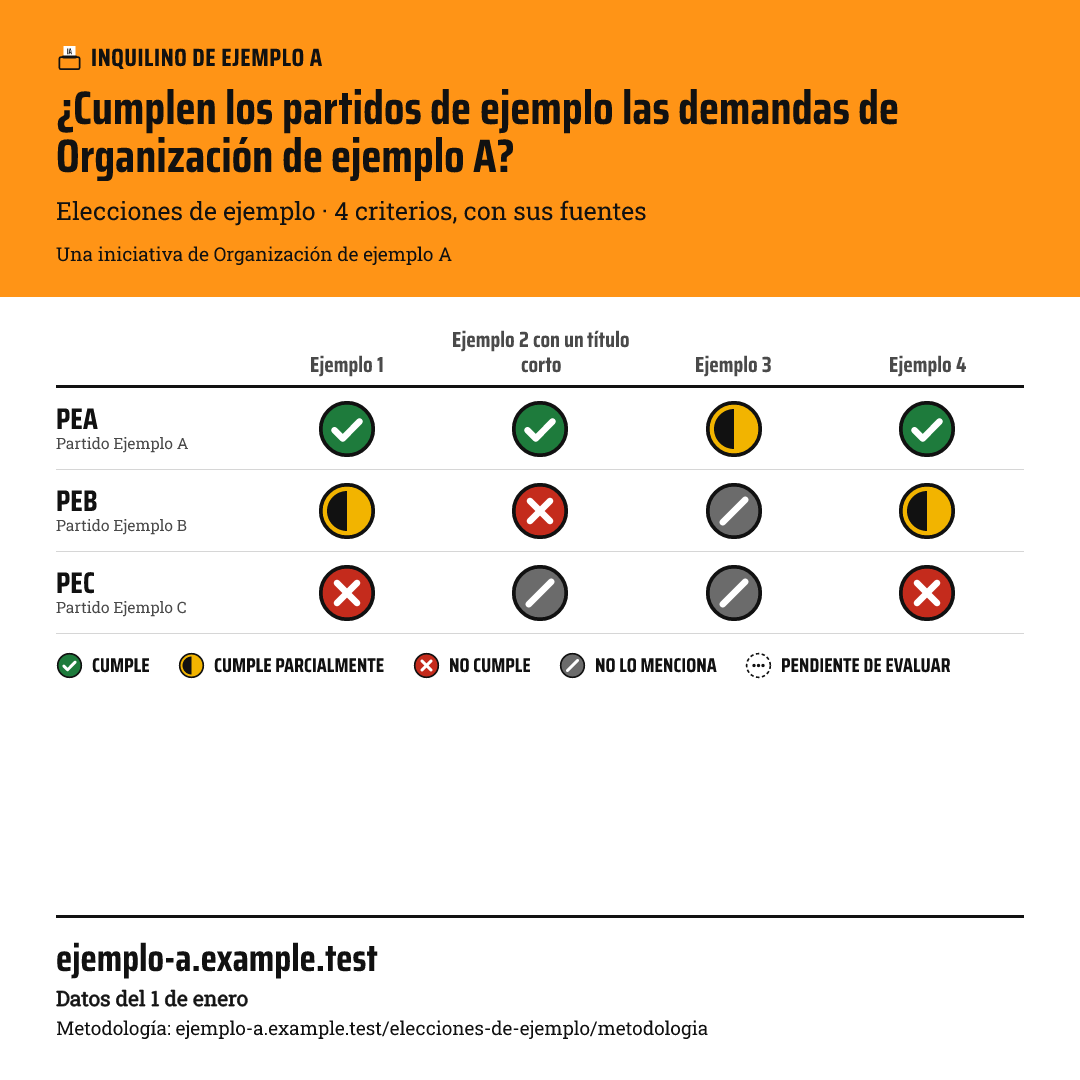 IA
INQUILINO DE EJEMPLO A
¿Cumplen los partidos de ejemplo las demandas de
Organización de ejemplo A?
Elecciones de ejemplo · 4 criterios, con sus fuentes
Una iniciativa de Organización de ejemplo A
Ejemplo 1
Ejemplo 2 con un título
corto
Ejemplo 3
Ejemplo 4
PEA
Partido Ejemplo A
PEB
Partido Ejemplo B
PEC
Partido Ejemplo C
CUMPLE
CUMPLE PARCIALMENTE
NO CUMPLE
NO LO MENCIONA
PENDIENTE DE EVALUAR
ejemplo-a.example.test
Datos del 1 de enero
Metodología: ejemplo-a.example.test/elecciones-de-ejemplo/metodologia